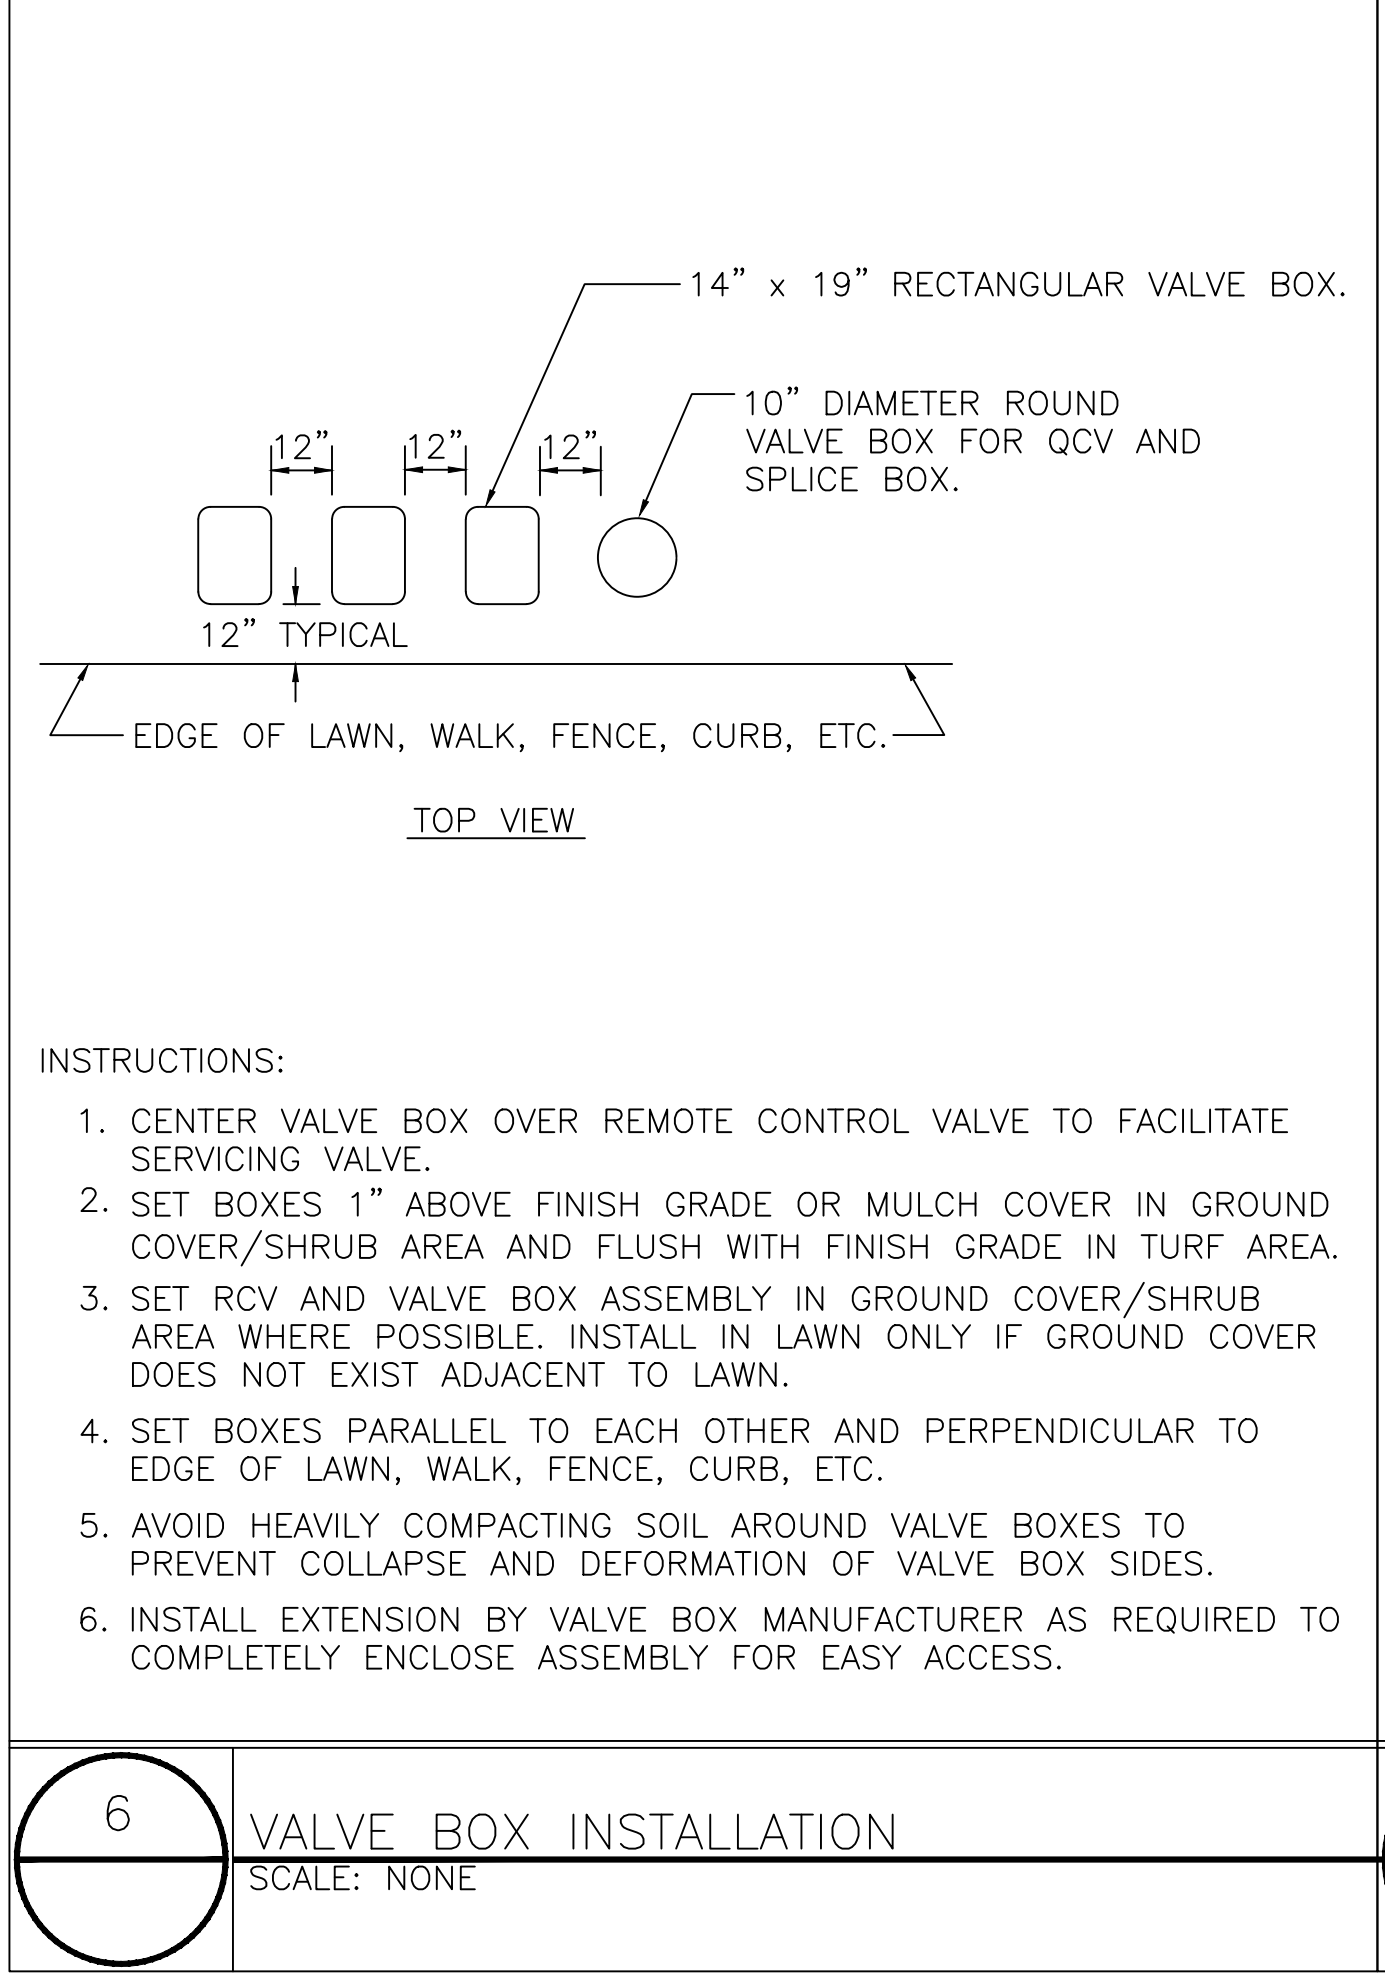 14” x 19” RECTANGULAR VALVE BOX.
10” DIAMETER ROUND
VALVE BOX FOR QCV AND
SPLICE BOX.
12” 12” 12”
12” TYPICAL
EDGE OF LAWN, WALK, FENCE, CURB, ETC.
TOP VIEW
INSTRUCTIONS:
1. CENTER VALVE BOX OVER REMOTE CONTROL VALVE TO FACILITATE
SERVICING VALVE.
2. SET BOXES 1” ABOVE FINISH GRADE OR MULCH COVER IN GROUND
COVER/SHRUB AREA AND FLUSH WITH FINISH GRADE IN TURF AREA.
3. SET RCV AND VALVE BOX ASSEMBLY IN GROUND COVER/SHRUB
AREA WHERE POSSIBLE. INSTALL IN LAWN ONLY IF GROUND COVER
DOES NOT EXIST ADJACENT TO LAWN.
4. SET BOXES PARALLEL TO EACH OTHER AND PERPENDICULAR TO
EDGE OF LAWN, WALK, FENCE, CURB, ETC.
5. AVOID HEAVILY COMPACTING SOIL AROUND VALVE BOXES TO
PREVENT COLLAPSE AND DEFORMATION OF VALVE BOX SIDES.
6. INSTALL EXTENSION BY VALVE BOX MANUFACTURER AS REQUIRED TO
COMPLETELY ENCLOSE ASSEMBLY FOR EASY ACCESS.
6
VALVE BOX INSTALLATION
SCALE: NONE